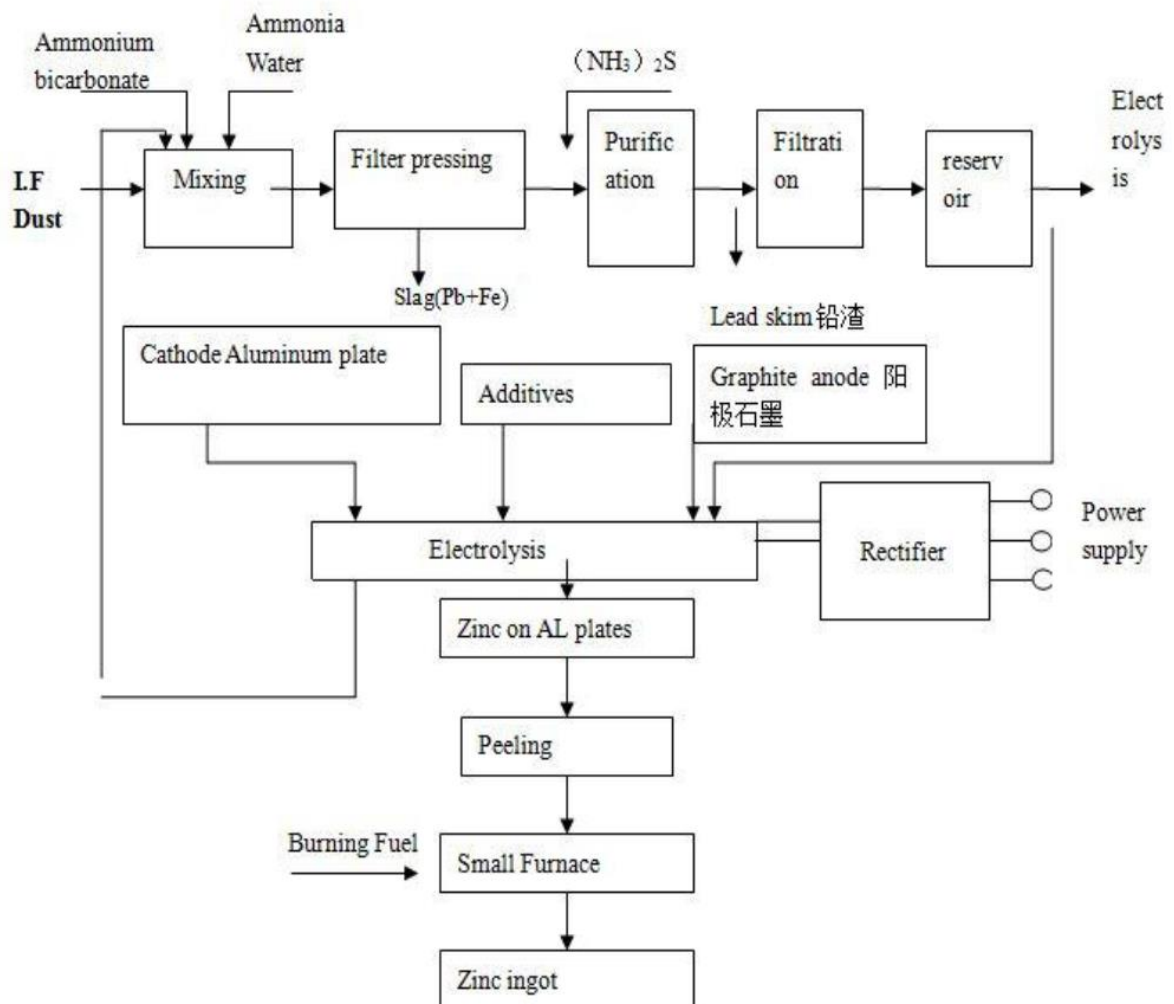 Ammonium
bicarbonate
Ammonia
Water
（NH₃）₂S
I.F
Dust
Mixing
Filter pressing
Purific
ation
Filtrati
on
reserv
oir
Elect
rolys
is
Slag(Pb+Fe)
Lead skim铅渣
Cathode Aluminum plate
Additives
Graphite anode 阳
极石墨
Electrolysis
Rectifier
Power
supply
Zinc on AL plates
Peeling
Burning Fuel
Small Furnace
Zinc ingot